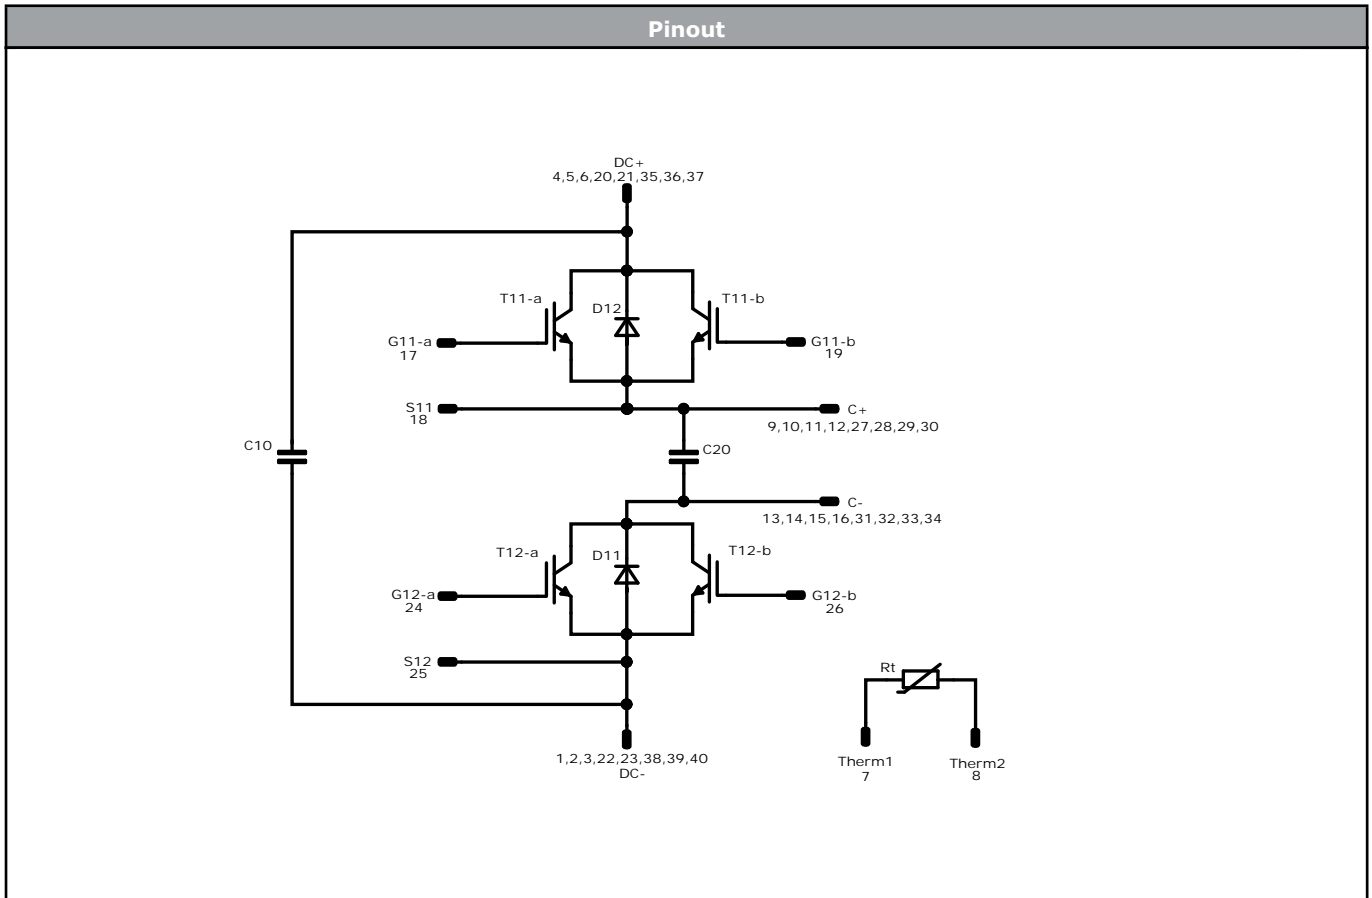 Pinout
DC+
4,5,6,20,21,35,36,37
T11-a
D12
T11-b
G11-a
17
G11-b
19
S11
18
C+
9,10,11,12,27,28,29,30
C10
C20
C-
13,14,15,16,31,32,33,34
T12-a
D11
T12-b
G12-a
24
G12-b
26
S12
25
Rt
1,2,3,22,23,38,39,40
DC-
Therm1
7
Therm2
8